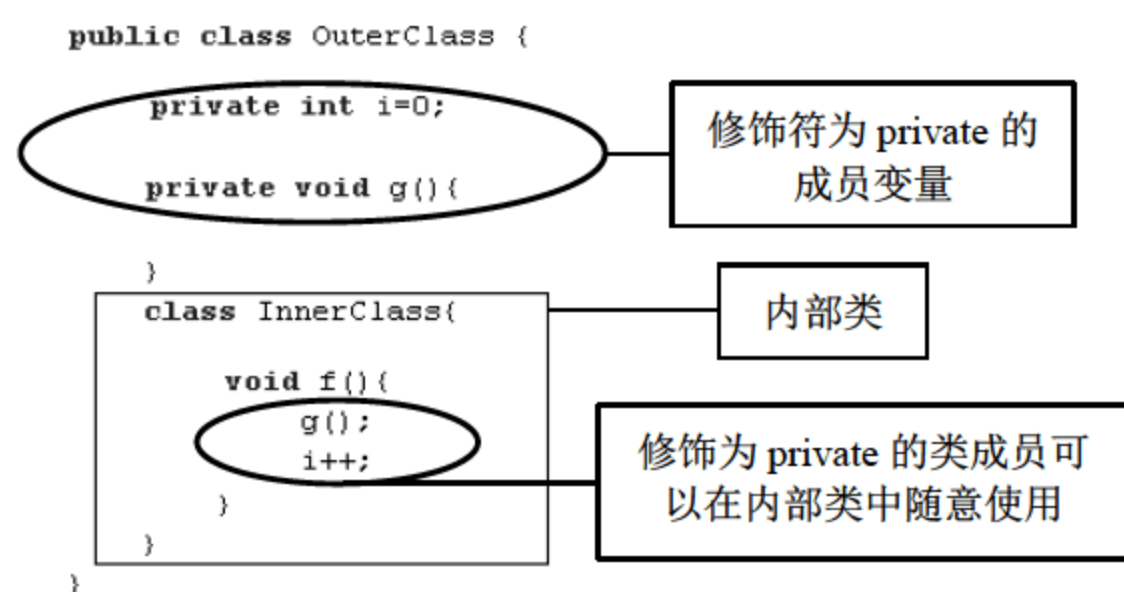 public class OuterClass {
private int i=0;
修饰符为 private 的
成员变量
private void g(){
}
class InnerClass{
内部类
void f(){
g();
i++;
修饰为 private 的类成员可
以在内部类中随意使用
}
}
}